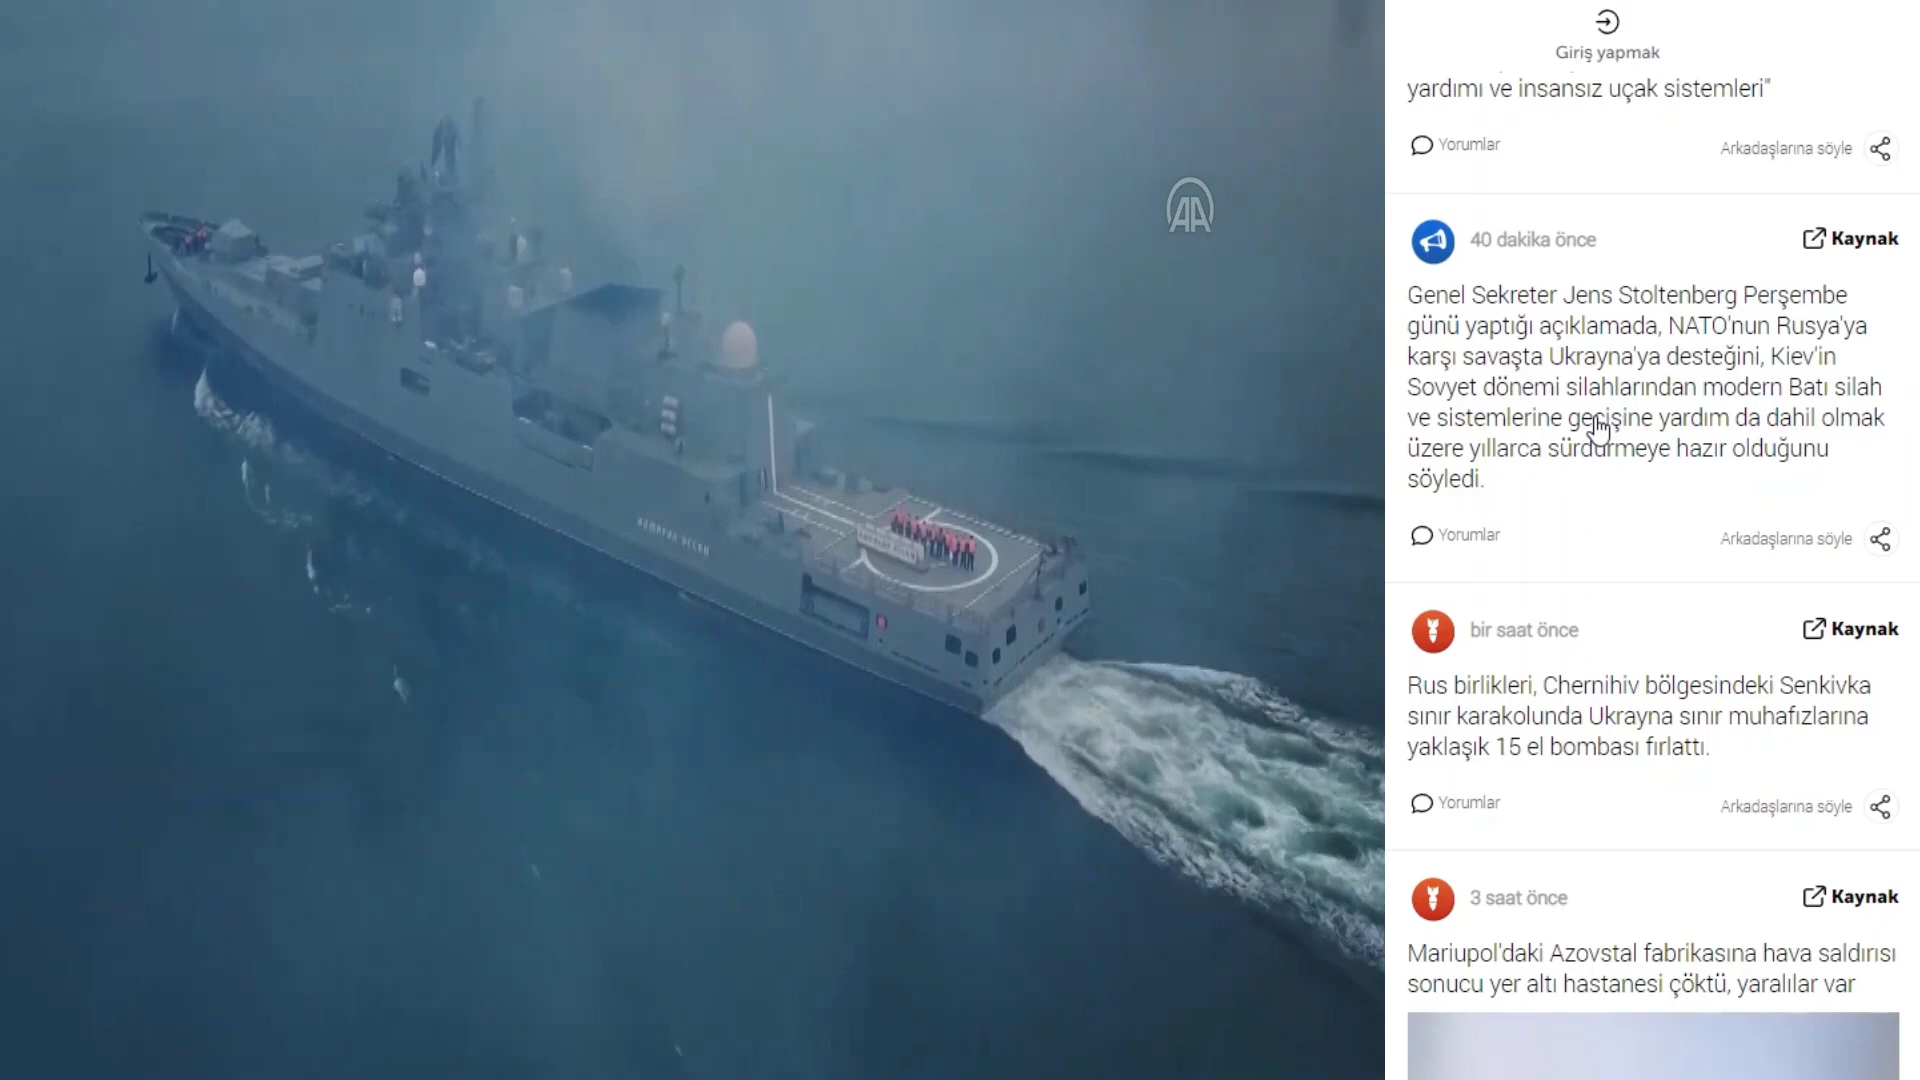 AA
АДМИРАЛ ЭССЕН
Giriş yapmak
yardımı ve insansız uçak sistemleri"
Yorumlar
Arkadaşlarına söyle
40 dakika önce
Kaynak
Genel Sekreter Jens Stoltenberg Perşembe
günü yaptığı açıklamada, NATO'nun Rusya'ya
karşı savaşta Ukrayna'ya desteğini, Kiev'in
Sovyet dönemi silahlarından modern Batı silah
ve sistemlerine geçişine yardım da dahil olmak
üzere yıllarca sürdürmeye hazır olduğunu
söyledi.
Yorumlar
Arkadaşlarına söyle
bir saat önce
Kaynak
Rus birlikleri, Chernihiv bölgesindeki Senkivka
sınır karakolunda Ukrayna sınır muhafızlarına
yaklaşık 15 el bombası fırlattı.
Yorumlar
Arkadaşlarına söyle
3 saat önce
Kaynak
Mariupol'daki Azovstal fabrikasına hava saldırısı
sonucu yer altı hastanesi çöktü, yaralılar var